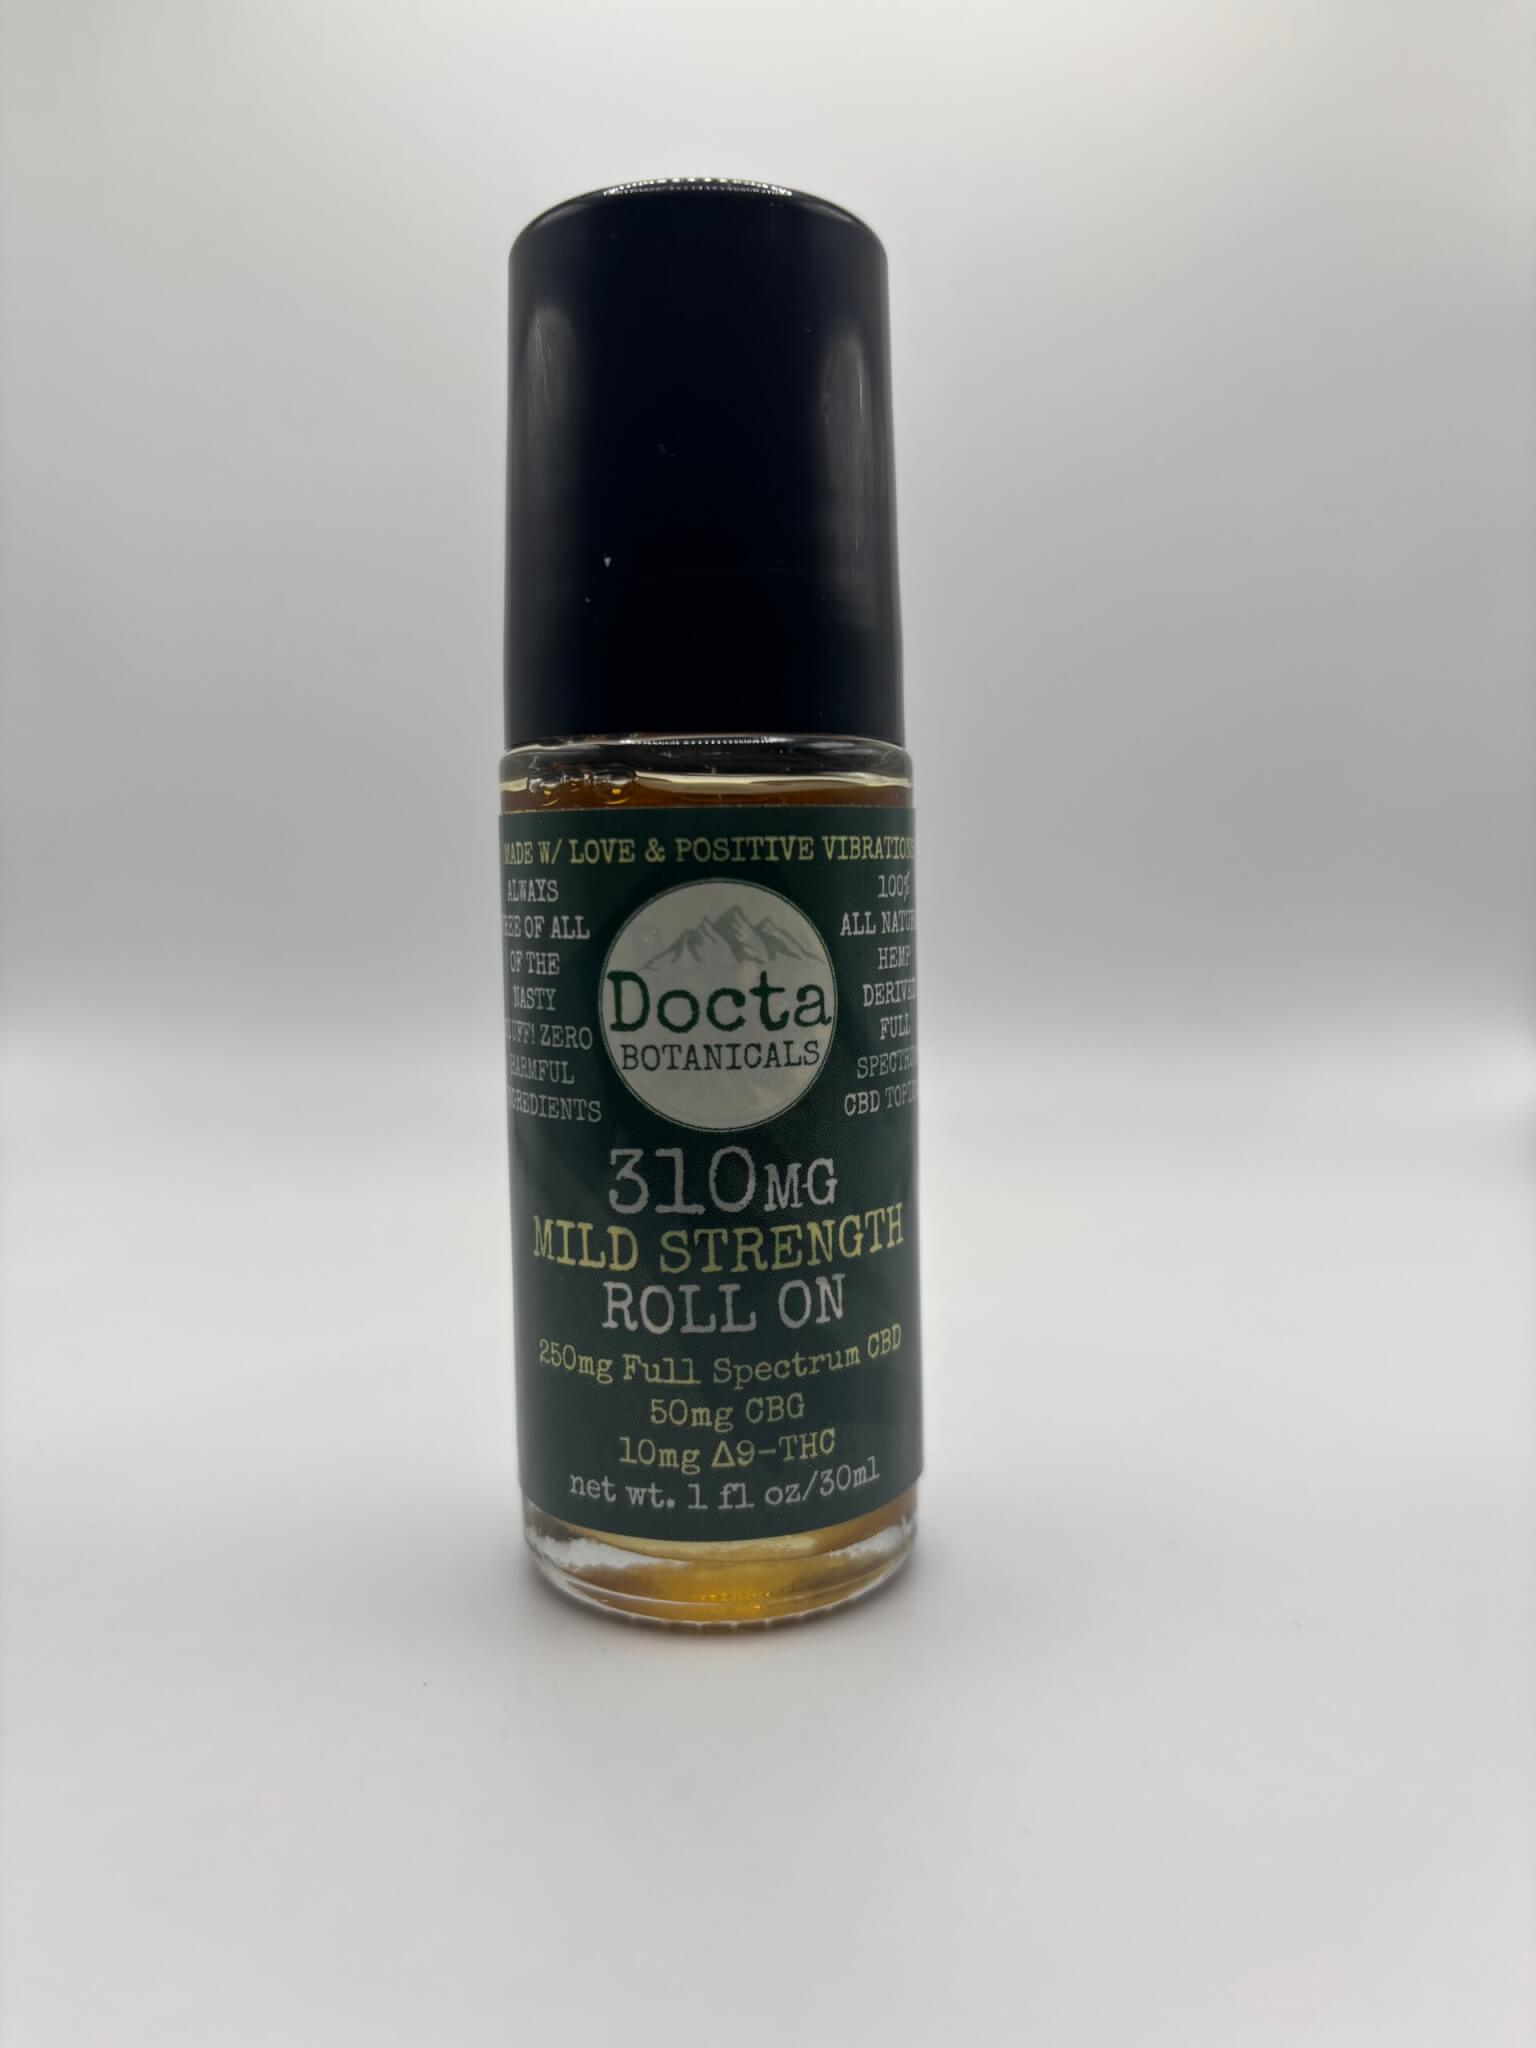 MADE W/ LOVE & POSITIVE VIBRATIONS
ALWAYS
OF ALL
OF THE
NASTY
ZERO
HARMFUL
Docta
BOTANICALS
100%
ALL
HEMP
DERIVED
FULL
CBD
310MG
MILD STRENGTH
ROLL ON
250mg Full Spectrum CBD
50mg CBG
10mg Δ9-THC
net wt. 1 fl oz/30ml